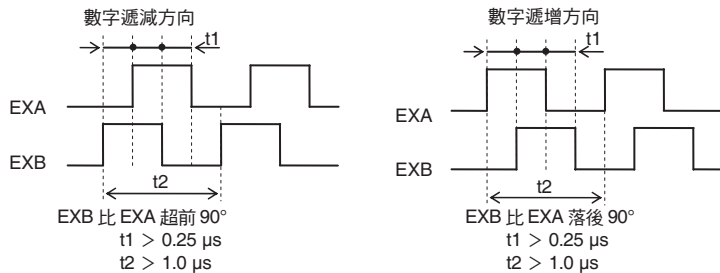 數字遞減方向
t1
EXA
EXB
t2
EXB 比 EXA 超前 90°
t1 > 0.25 μs
t2 > 1.0 μs
數字遞增方向
t1
EXA
EXB
t2
EXB 比 EXA 落後 90°
t1 > 0.25 μs
t2 > 1.0 μs